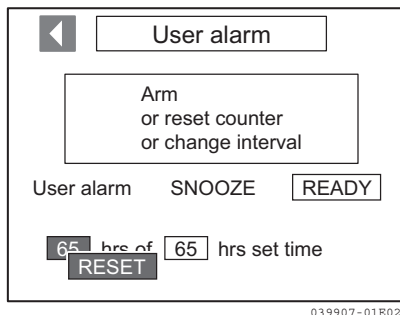 User alarm
Arm
or reset counter
or change interval
User alarm SNOOZE READY
65 hrs of 65 hrs set time
RESET
039907-01E02